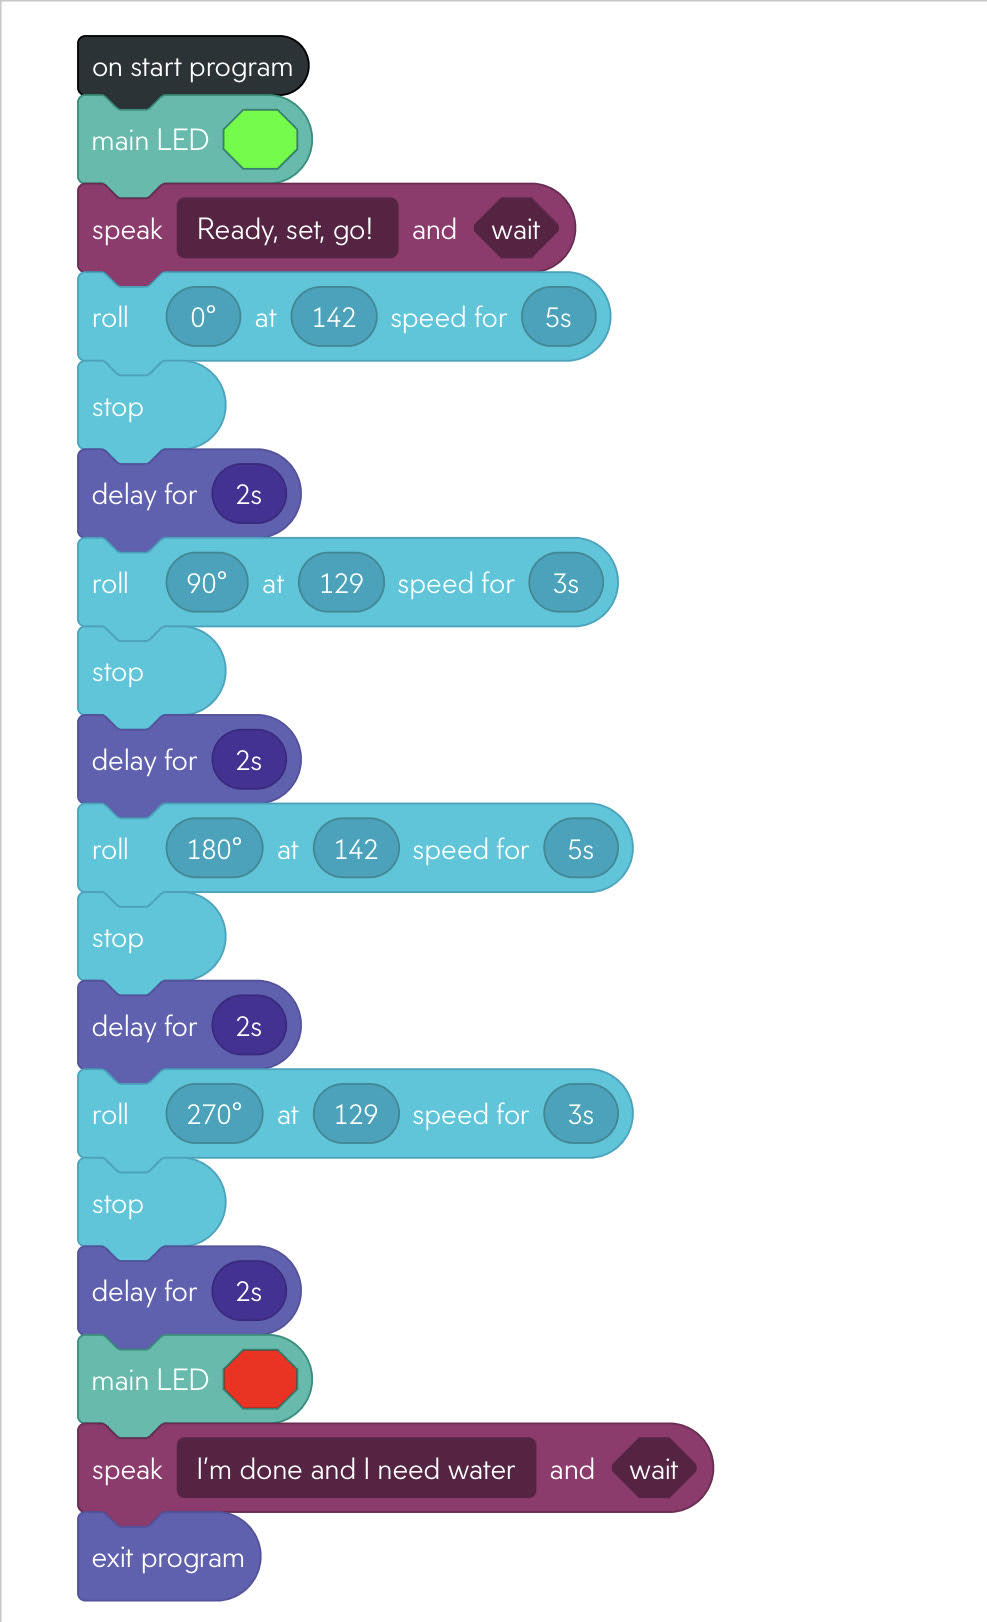 on start program
main LED
speak Ready, set, go! and wait
roll 0° at 142 speed for 5s
stop
delay for 2s
roll 90° at 129 speed for 3s
stop
delay for 2s
roll 180° at 142 speed for 5s
stop
delay for 2s
roll 270° at 129 speed for 3s
stop
delay for 2s
main LED
speak I'm done and I need water and wait
exit program